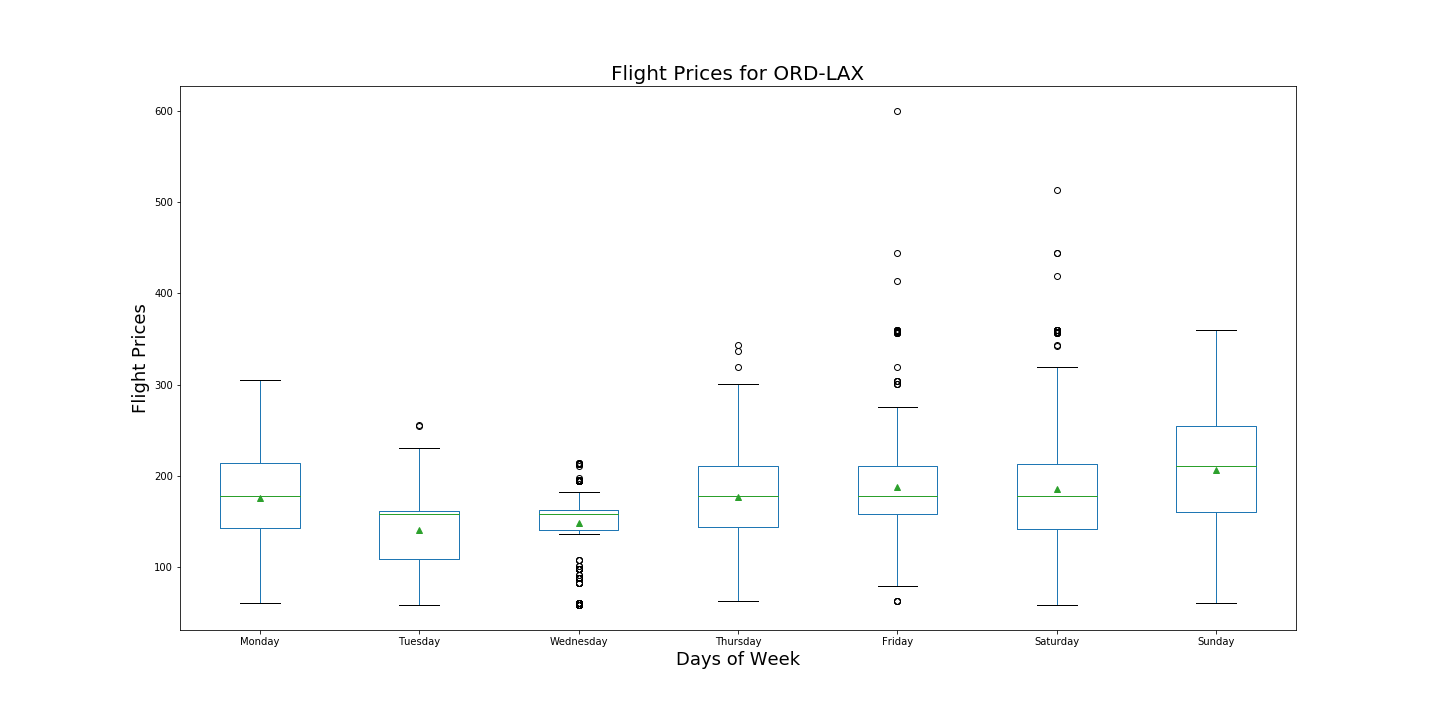 Flight Prices for ORD-LAX
600
500
400
300
200
100
Flight Prices
Monday Tuesday Wednesday Thursday Friday Saturday Sunday
Days of Week